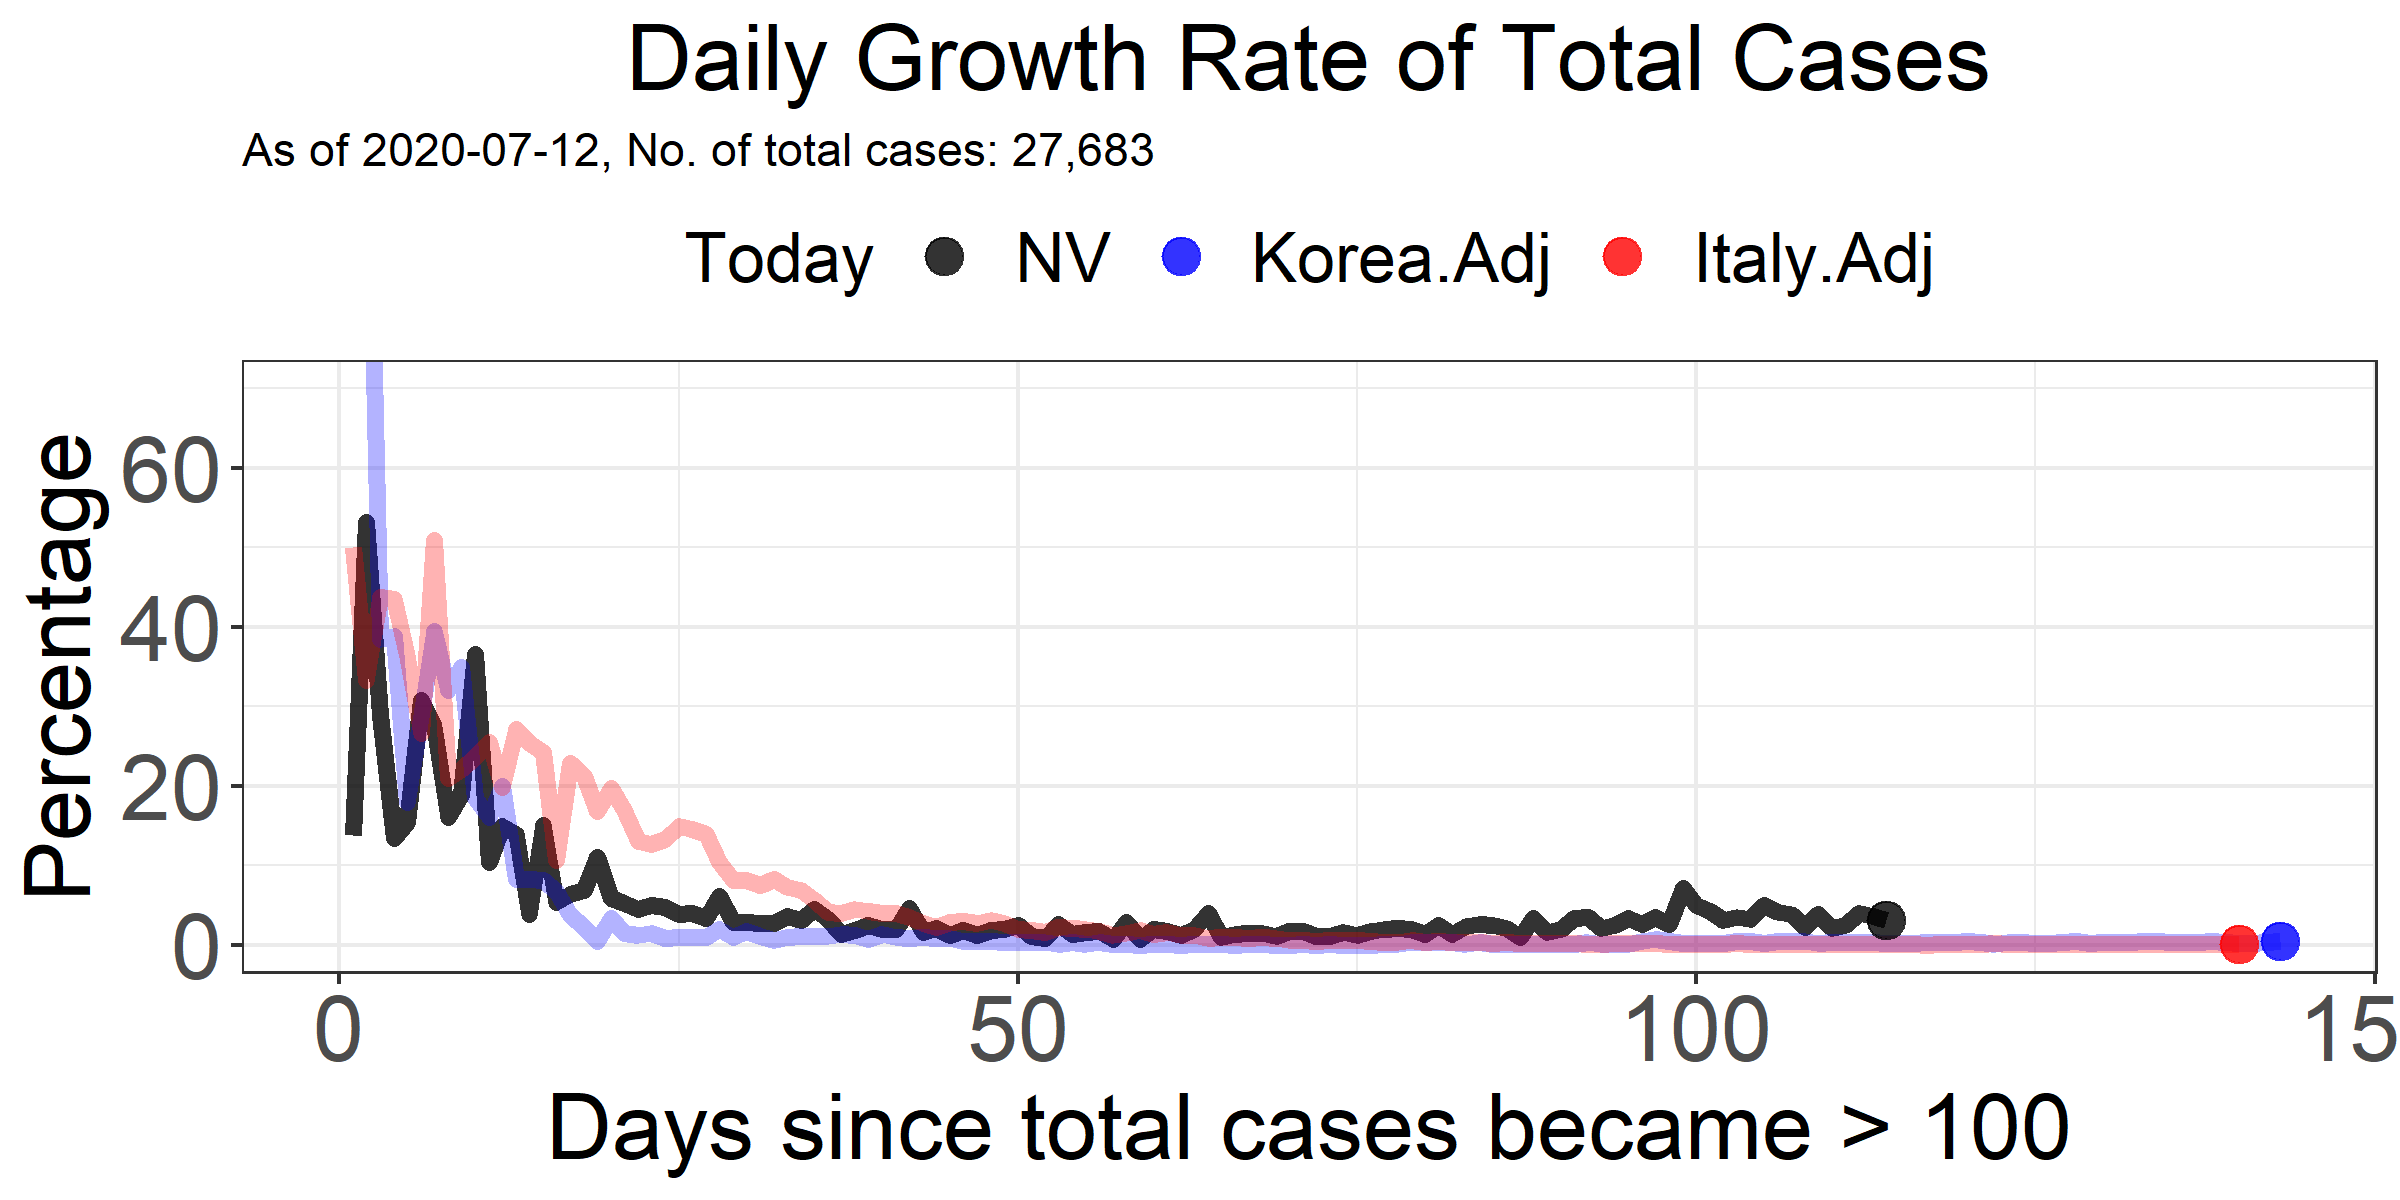 Daily Growth Rate of Total Cases
As of 2020-07-12, No. of total cases: 27,683
Today NV Korea.Adj Italy.Adj
Percentage
60
40
20
0
0 50 100 15
Days since total cases became > 100